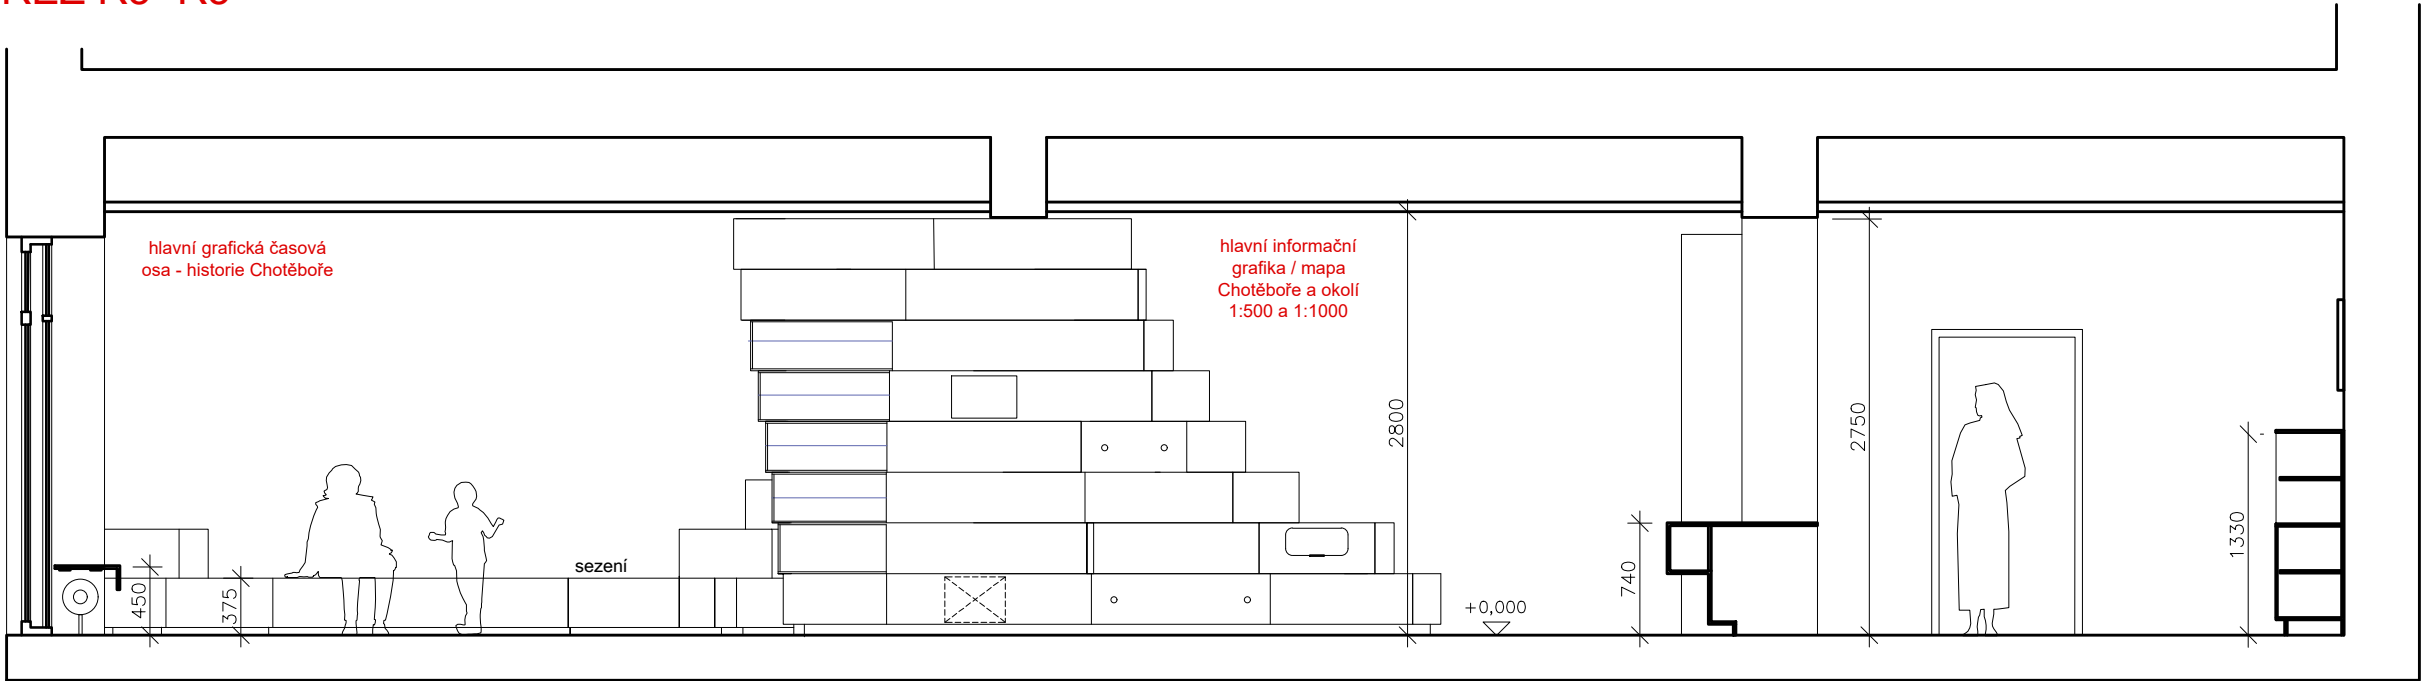 hlavní grafická časová
osa - historie Chotěboře
hlavní informační
grafika / mapa
Chotěboře a okolí
1:500 a 1:1000
2800
2750
1330
740
+0,000
sezení
450
375